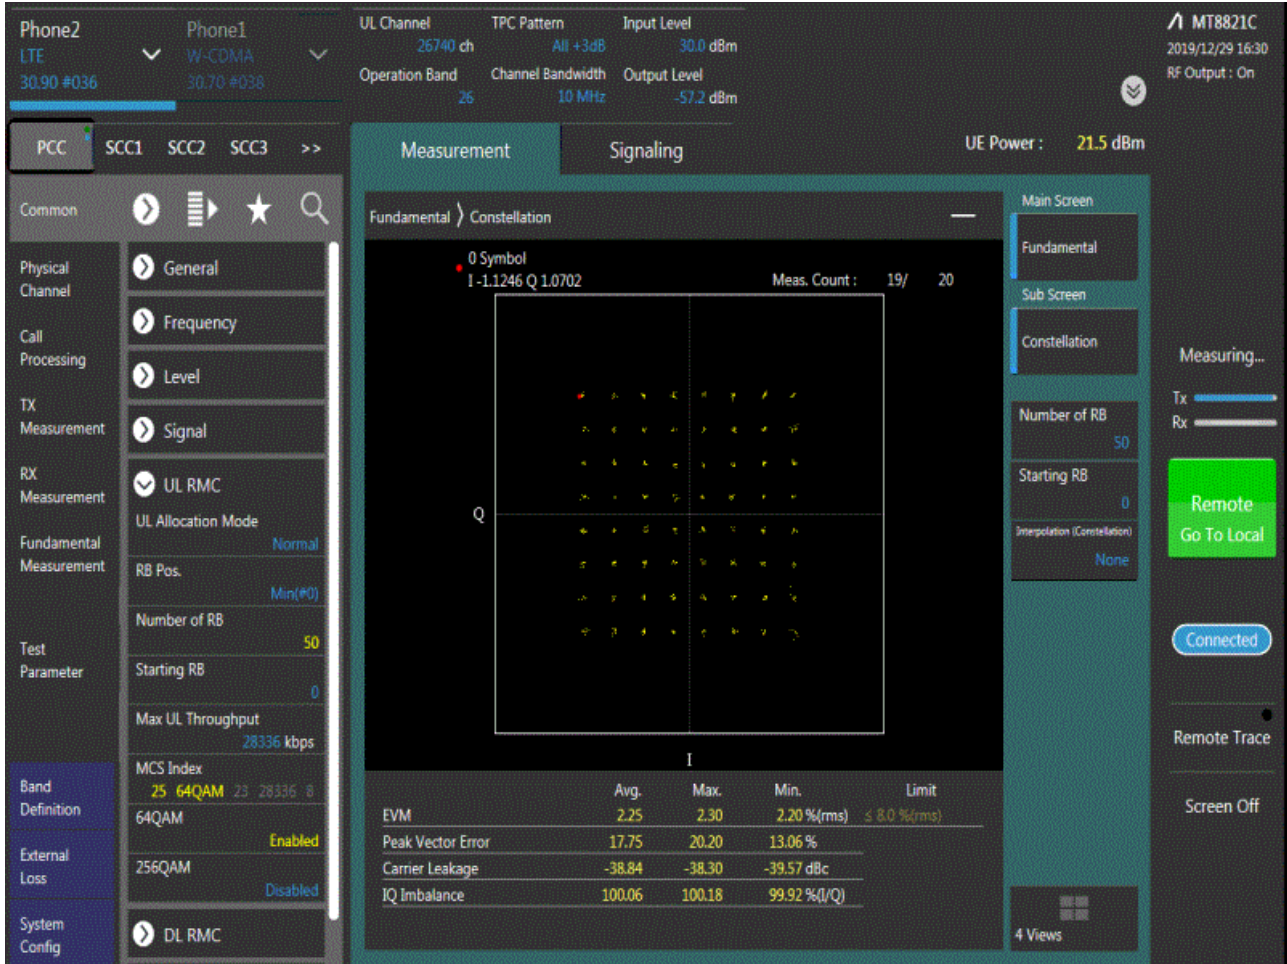 Phone2
LTE
30.90 #036
Phone1
W-CDMA
30.70 #038
UL Channel
26740 ch
TPC Pattern
All +3dB
Input Level
30.0 dBm
Operation Band
26
Channel Bandwidth
10 MHz
Output Level
-57.2 dBm
MT8821C
2019/12/29 16:30
RF Output : On
PCC SCC1 SCC2 SCC3 >>
Measurement
Signaling
UE Power : 21.5 dBm
Common
Physical
Channel
Call
Processing
TX
Measurement
RX
Measurement
Fundamental
Measurement
Test
Parameter
Band
Definition
External
Loss
System
Config
General
Frequency
Level
Signal
UL RMC
UL Allocation Mode
Normal
RB Pos.
Min(#0)
Number of RB
50
Starting RB
0
Max UL Throughput
28336 kbps
MCS Index
25 64QAM 23 28336 8
64QAM
Enabled
256QAM
Disabled
DL RMC
Fundamental > Constellation
0 Symbol
I -1.1246 Q 1.0702
Meas. Count : 19/ 20
Q
I
Avg. Max. Min. Limit
EVM 2.25 2.30 2.20 %(rms) ≤ 8.0 %(rms)
Peak Vector Error 17.75 20.20 13.06 %
Carrier Leakage -38.84 -38.30 -39.57 dBc
IQ Imbalance 100.06 100.18 99.92 %(I/Q)
Main Screen
Fundamental
Sub Screen
Constellation
Number of RB
50
Starting RB
0
Interpolation (Constellation)
None
4 Views
Measuring...
Tx
Rx
Remote
Go To Local
Connected
Remote Trace
Screen Off